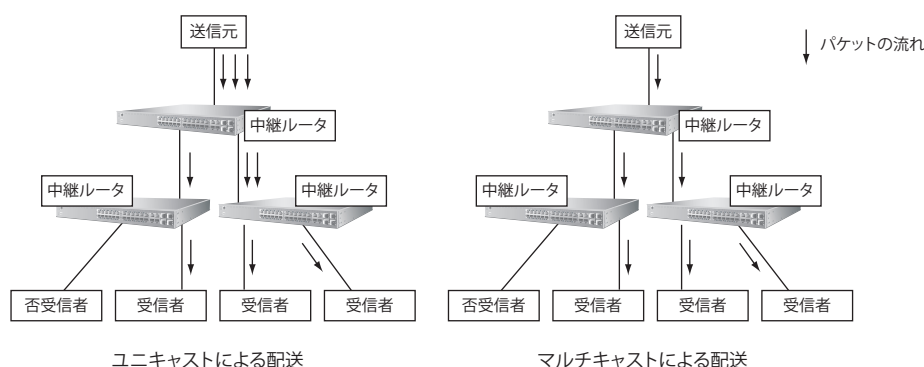 送信元
中継ルータ
中継ルータ
中継ルータ
否受信者
受信者
受信者
受信者
ユニキャストによる配送
送信元
パケットの流れ
中継ルータ
中継ルータ
中継ルータ
否受信者
受信者
受信者
受信者
マルチキャストによる配送